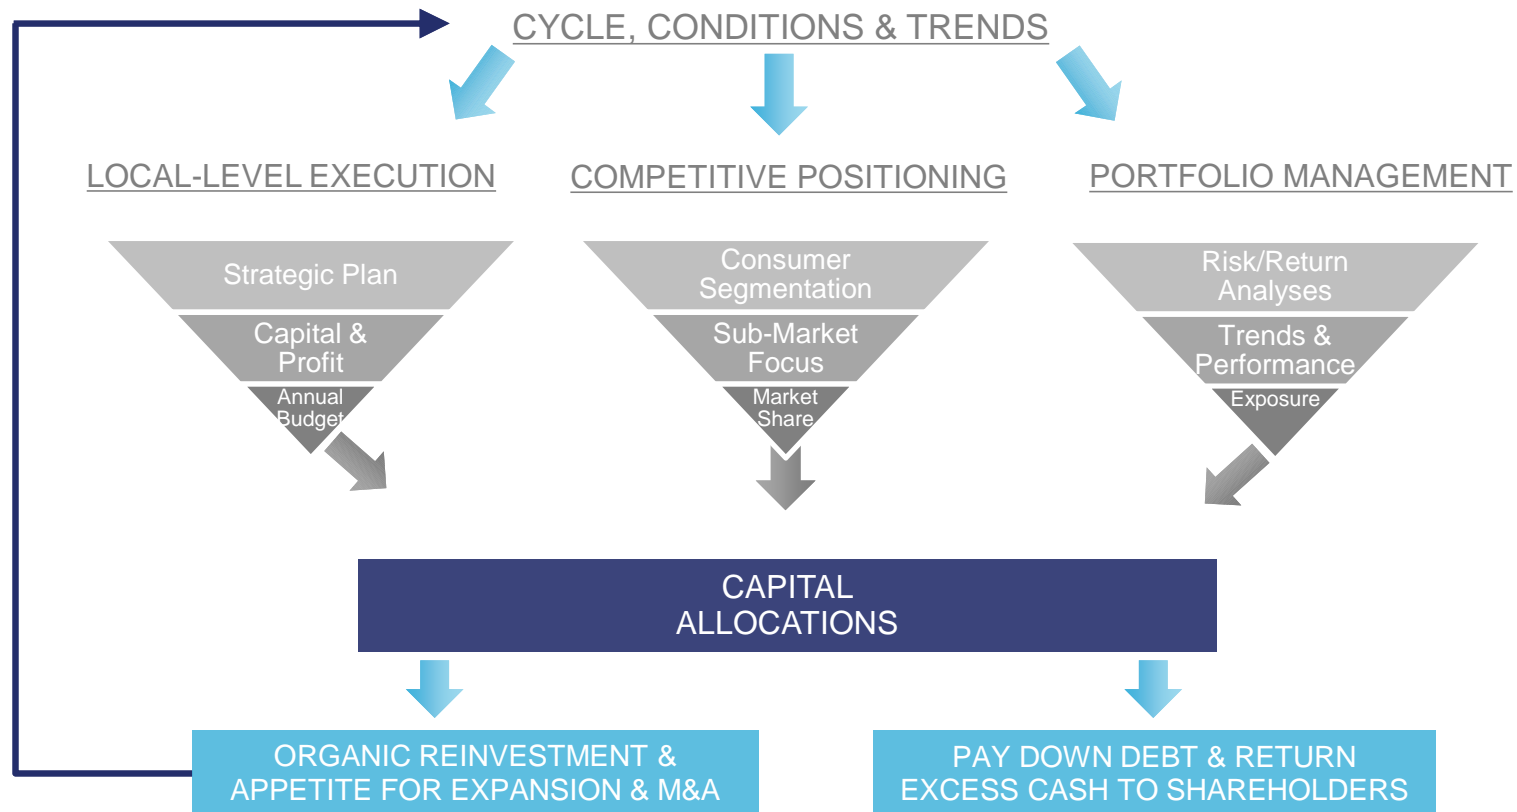 CYCLE, CONDITIONS & TRENDS
LOCAL-LEVEL EXECUTION
Strategic Plan
Capital &
Profit
Annual
Budget
COMPETITIVE POSITIONING
Consumer
Segmentation
Sub-Market
Focus
Market
Share
PORTFOLIO MANAGEMENT
Risk/Return
Analyses
Trends &
Performance
Exposure
CAPITAL
ALLOCATIONS
ORGANIC REINVESTMENT &
APPETITE FOR EXPANSION & M&A
PAY DOWN DEBT & RETURN
EXCESS CASH TO SHAREHOLDERS